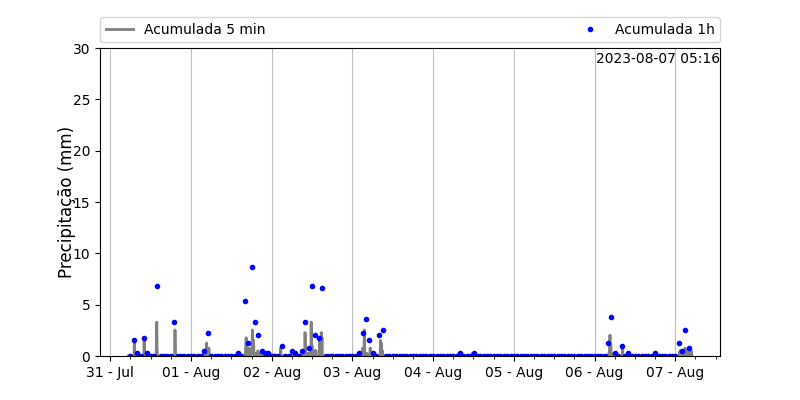 Acumulada 5 min
Acumulada 1h
2023-08-07 05:16
Precipitação (mm)
30
25
20
15
10
5
0
31 - Jul
01 - Aug
02 - Aug
03 - Aug
04 - Aug
05 - Aug
06 - Aug
07 - Aug